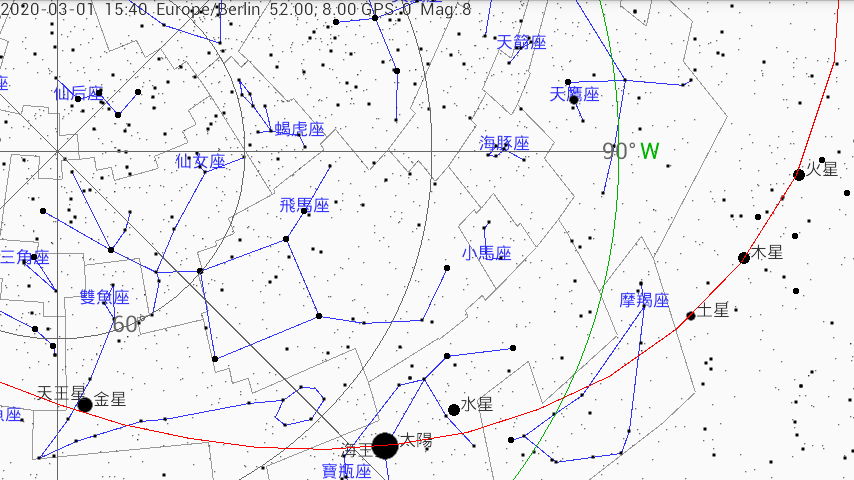 2020-03-01 15:40 Europe/Berlin 52.00; 8.00 GPS:0 Mag: 8
天箭座
座
仙后座
天鷹座
蝎虎座
海豚座
90° W
仙女座
火星
飛馬座
三角座
小馬座
木星
雙魚座
摩羯座
土星
60°
天王星
金星
水星
魚座
太陽
海王
寶瓶座